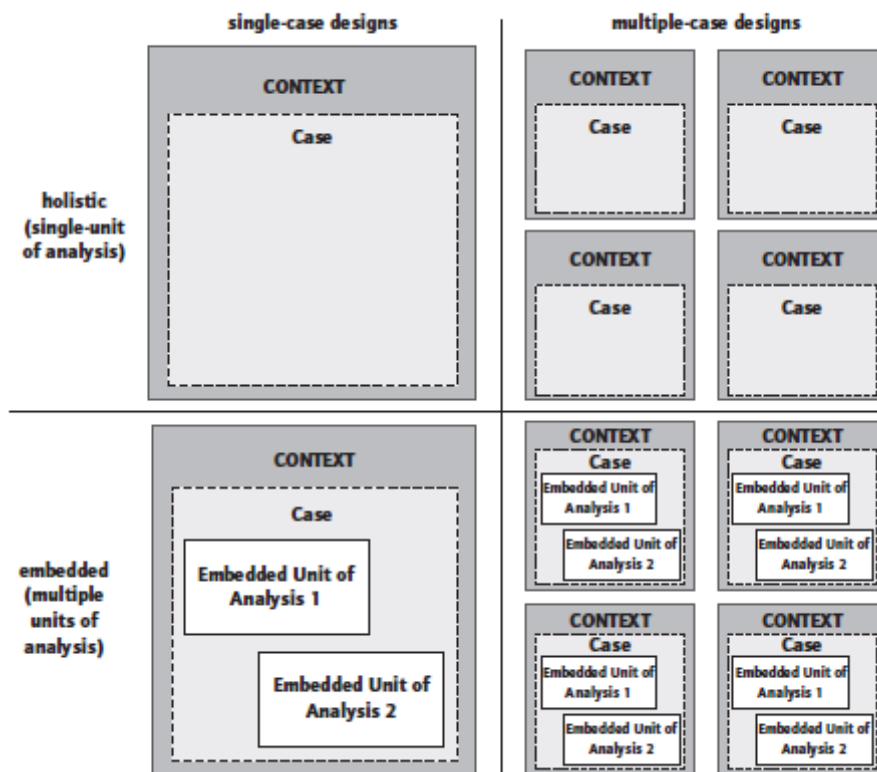 single-case designs
multiple-case designs
holistic
(single-unit
of analysis)
CONTEXT
Case
CONTEXT
Case
CONTEXT
Case
CONTEXT
Case
CONTEXT
Case
embedded
(multiple
units of
analysis)
CONTEXT
Case
Embedded Unit of
Analysis 1
Embedded Unit of
Analysis 2
CONTEXT
Case
Embedded Unit of
Analysis 1
Embedded Unit of
Analysis 2
CONTEXT
Case
Embedded Unit of
Analysis 1
Embedded Unit of
Analysis 2
CONTEXT
Case
Embedded Unit of
Analysis 1
Embedded Unit of
Analysis 2
CONTEXT
Case
Embedded Unit of
Analysis 1
Embedded Unit of
Analysis 2